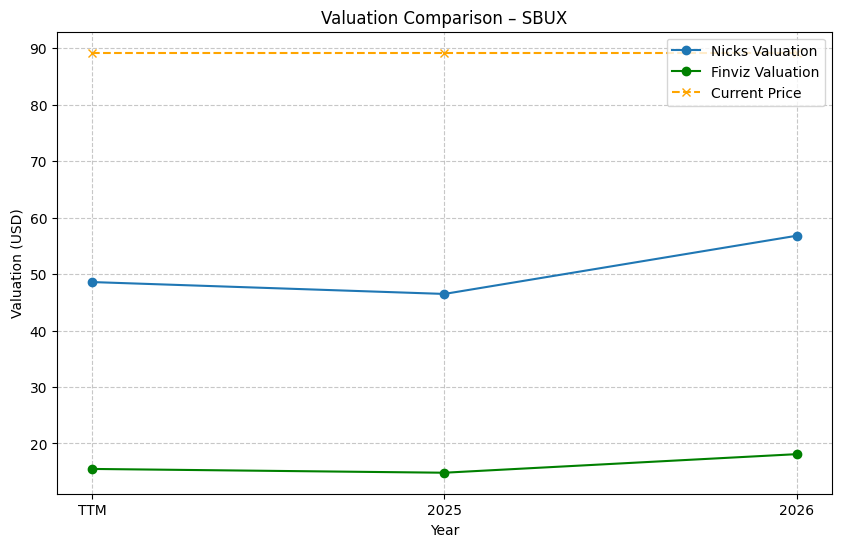 Valuation Comparison – SBUX
Nicks Valuation
Finviz Valuation
Current Price
Valuation (USD)
90
80
70
60
50
40
30
20
TTM
2025
2026
Year